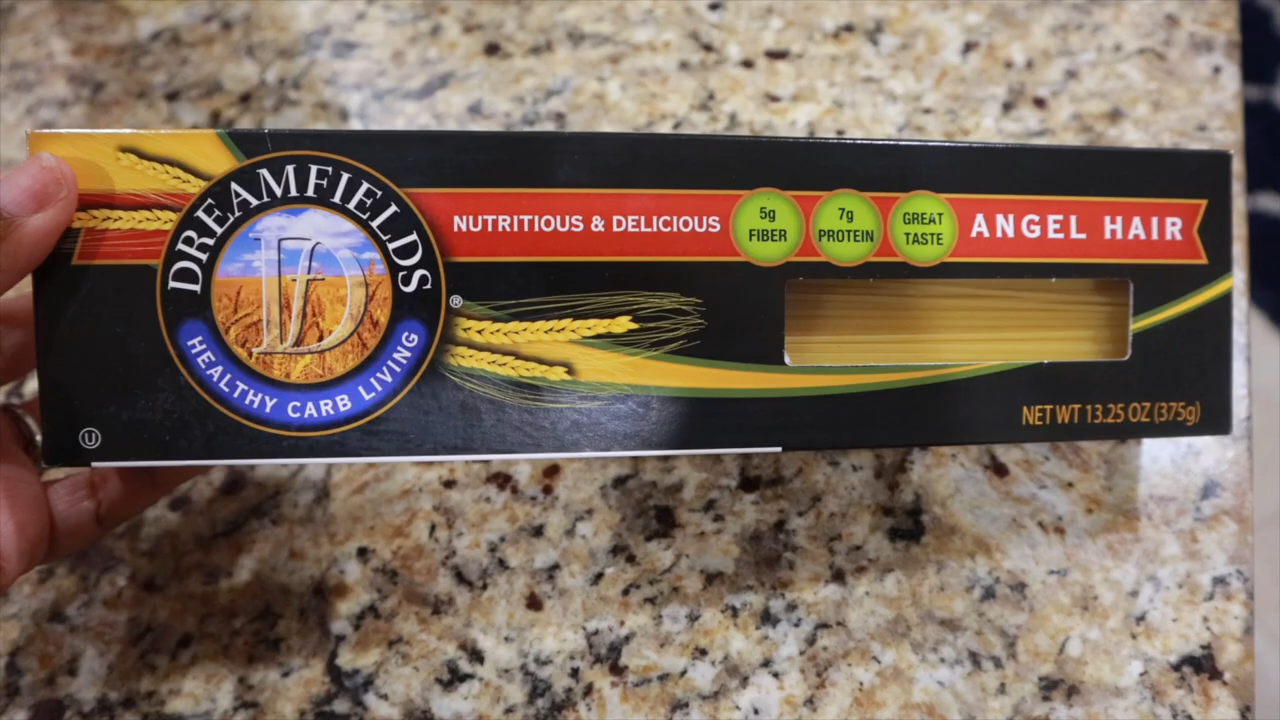 DREAMFIELDS
DF
HEALTHY CARB LIVING
®
U
NUTRITIOUS & DELICIOUS
5g
FIBER
7g
PROTEIN
GREAT
TASTE
ANGEL HAIR
NET WT 13.25 OZ (375g)